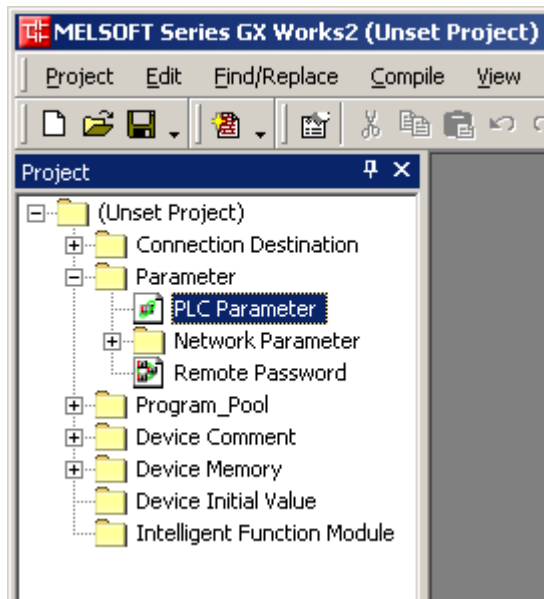 MELSOFT Series GX Works2 (Unset Project)
Project Edit Find/Replace Compile View
Project
(Unset Project)
Connection Destination
Parameter
PLC Parameter
Network Parameter
Remote Password
Program_Pool
Device Comment
Device Memory
Device Initial Value
Intelligent Function Module